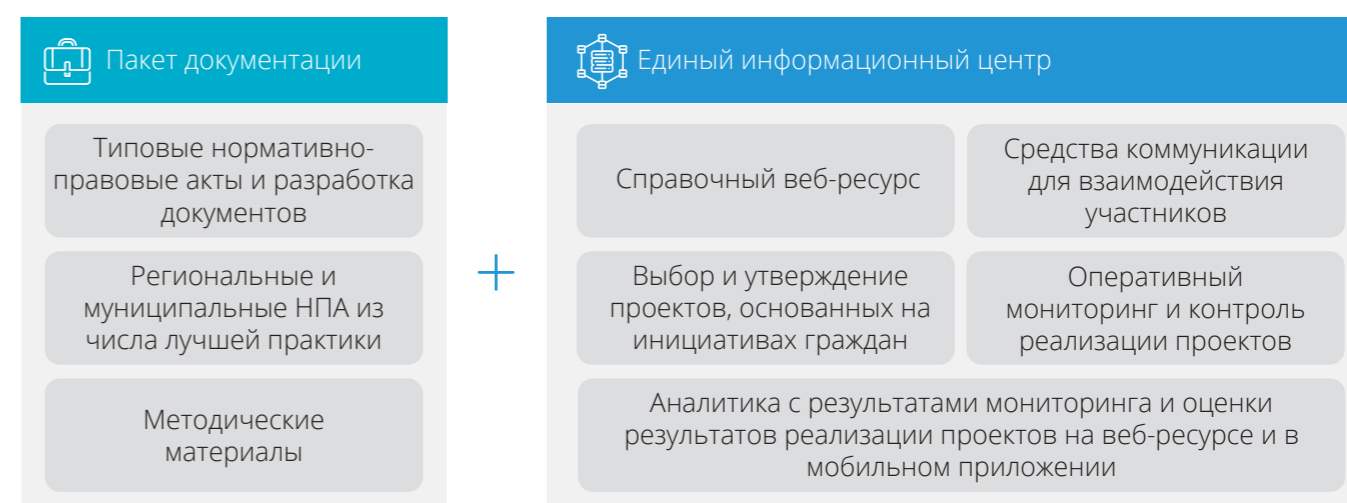 Пакет документации
Типовые нормативно-
правовые акты и разработка
документов
Региональные и
муниципальные НПА из
числа лучшей практики
Методические
материалы
+
Единый информационный центр
Справочный веб-ресурс
Средства коммуникации
для взаимодействия
участников
Выбор и утверждение
проектов, основанных на
инициативах граждан
Оперативный
мониторинг и контроль
реализации проектов
Аналитика с результатами мониторинга и оценки
результатов реализации проектов на веб-ресурсе и в
мобильном приложении